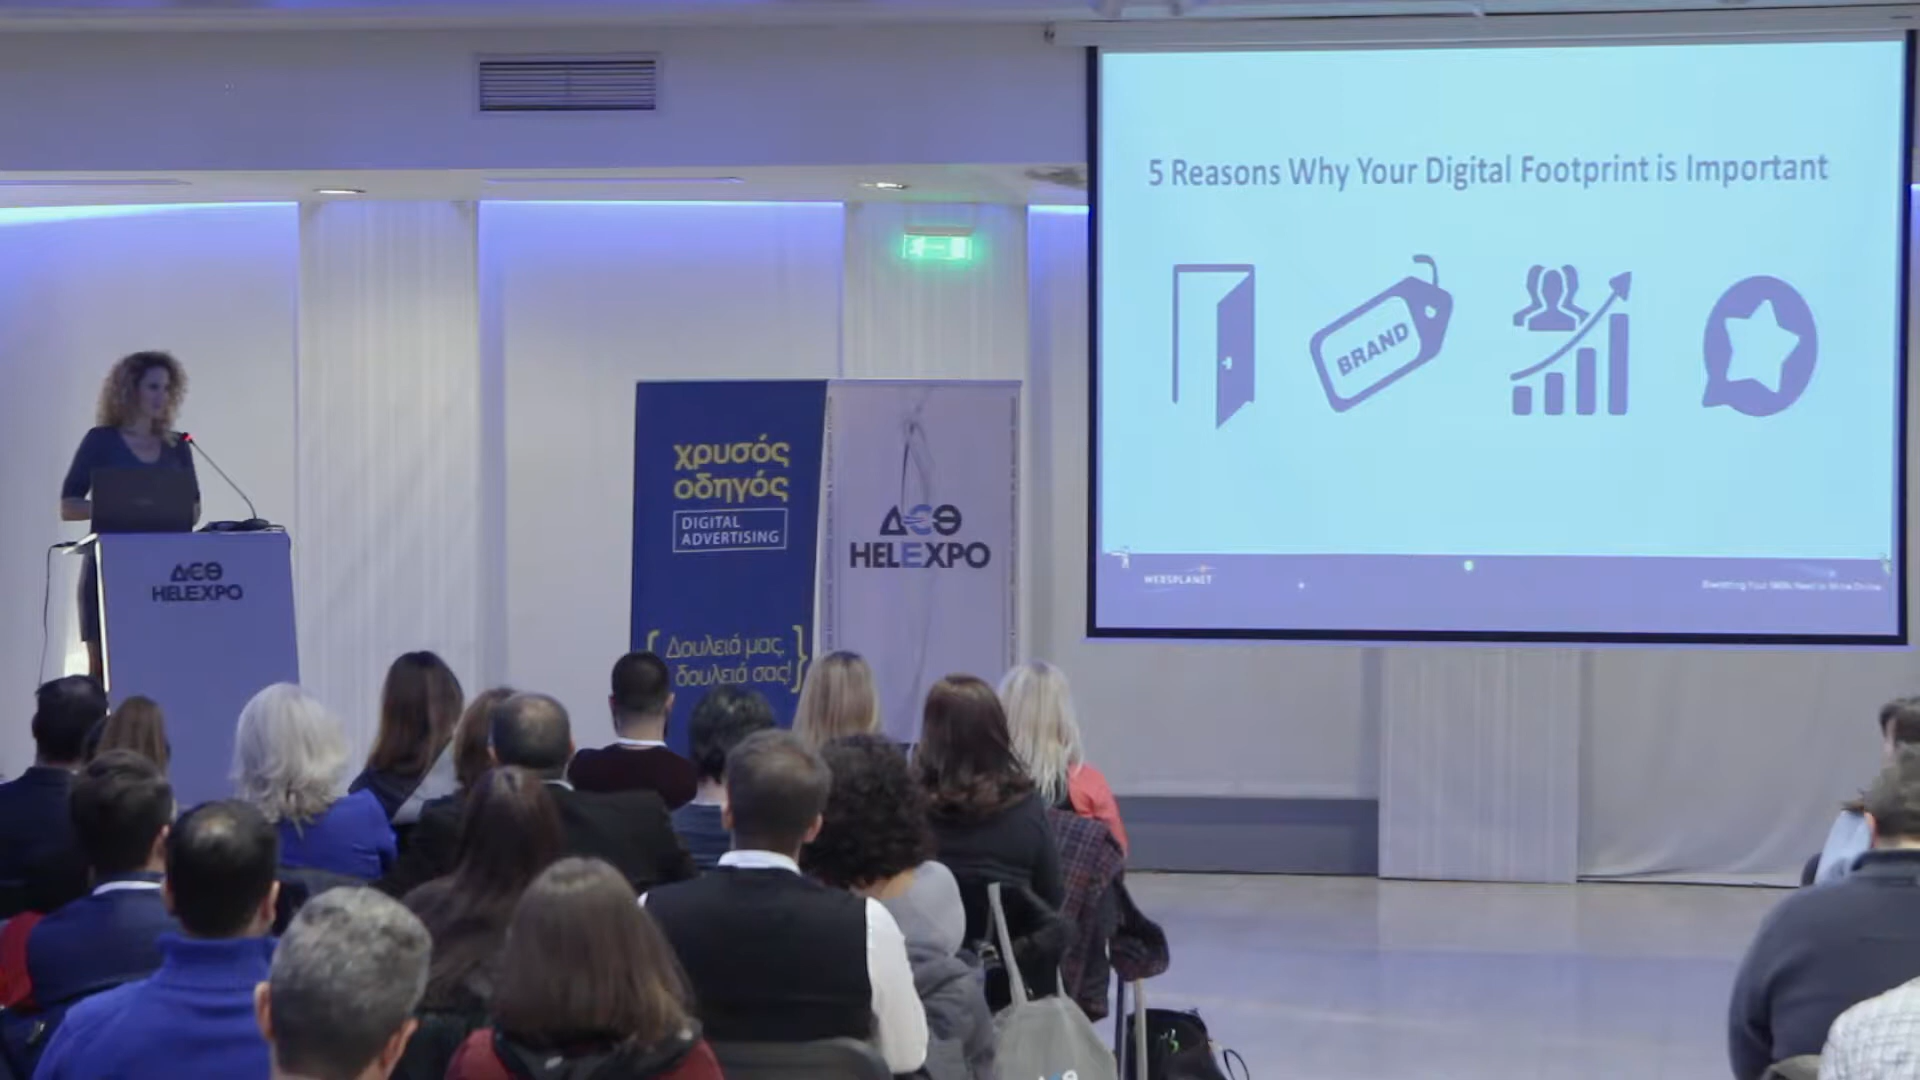 5 Reasons Why Your Digital Footprint is Important
BRAND
WEBSPLANET
χρυσός
οδηγός
DIGITAL
ADVERTISING
{ Δουλειά μας,
δουλειά σας! }
ΔΕΘ
HELEXPO
ΔΕΘ
HELEXPO